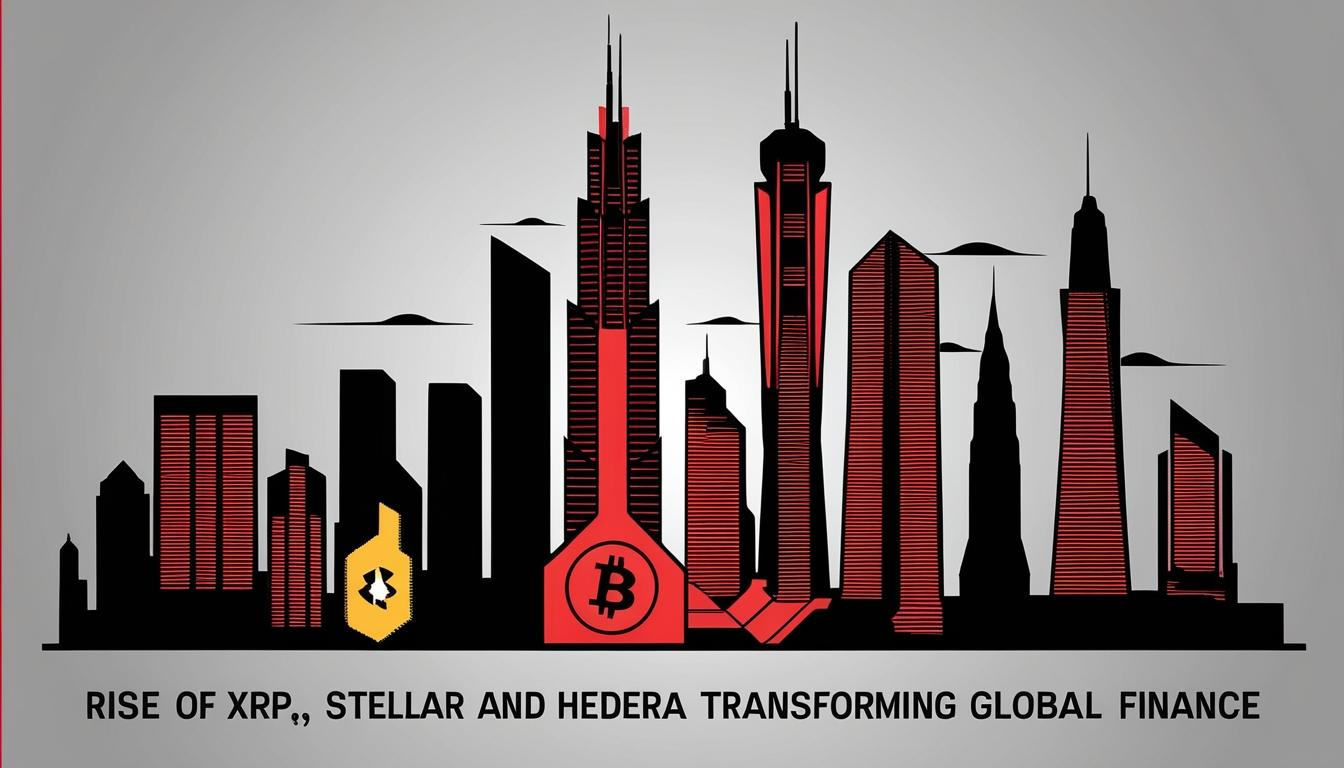 RISE OF XRP,, STELLAR AND HEDERA TRANSFORMING GLOBAL FINANCE